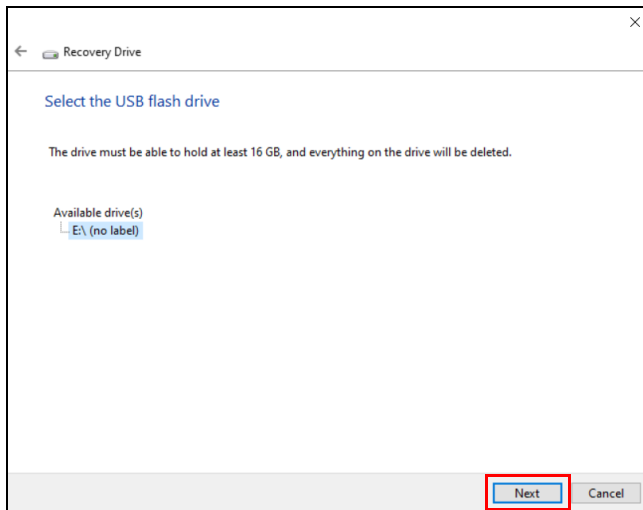 Recovery Drive
Select the USB flash drive
The drive must be able to hold at least 16 GB, and everything on the drive will be deleted.
Available drive(s)
E:\ (no label)
Next Cancel